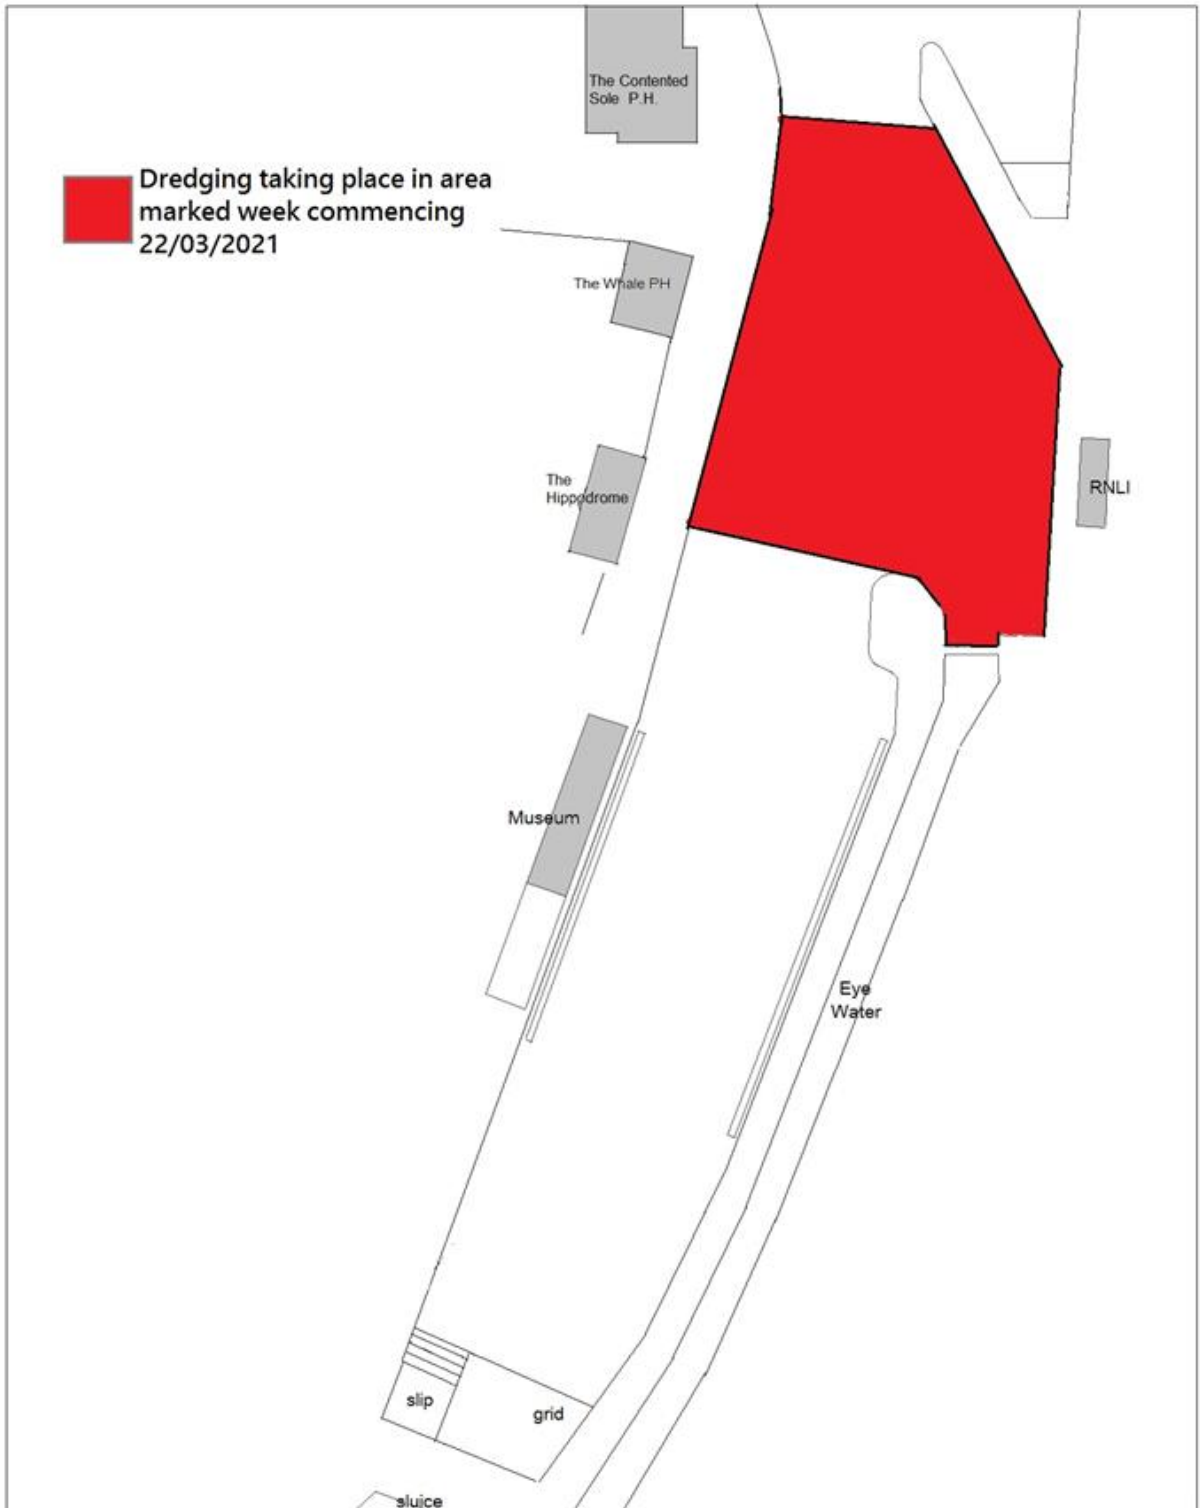 The Contented
Sole P.H.
Dredging taking place in area
marked week commencing
22/03/2021
The Whale PH
The
Hippodrome
RNLI
Museum
Eye
Water
slip
grid
sluice